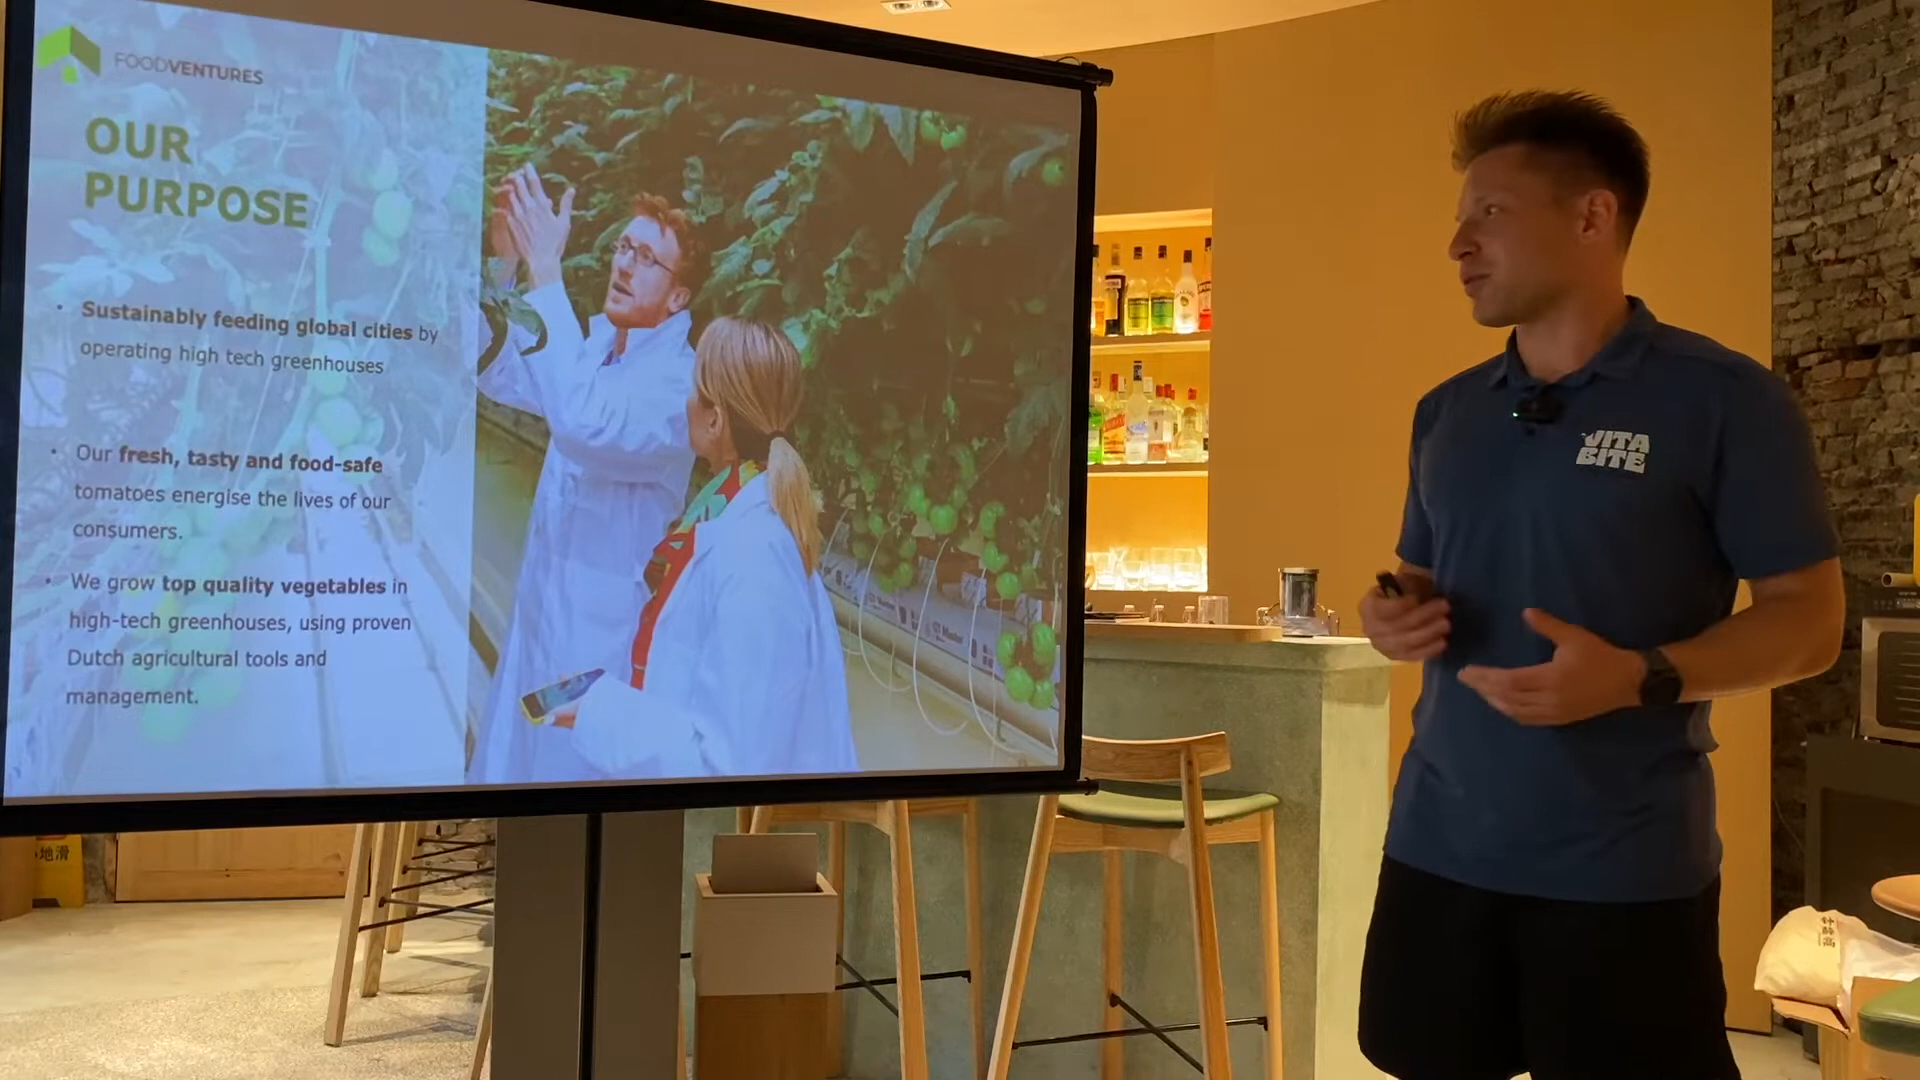 FOODVENTURES
OUR
PURPOSE
• Sustainably feeding global cities by
operating high tech greenhouses
• Our fresh, tasty and food-safe
tomatoes energise the lives of our
consumers.
• We grow top quality vegetables in
high-tech greenhouses, using proven
Dutch agricultural tools and
management.
VITA
BITE
地滑